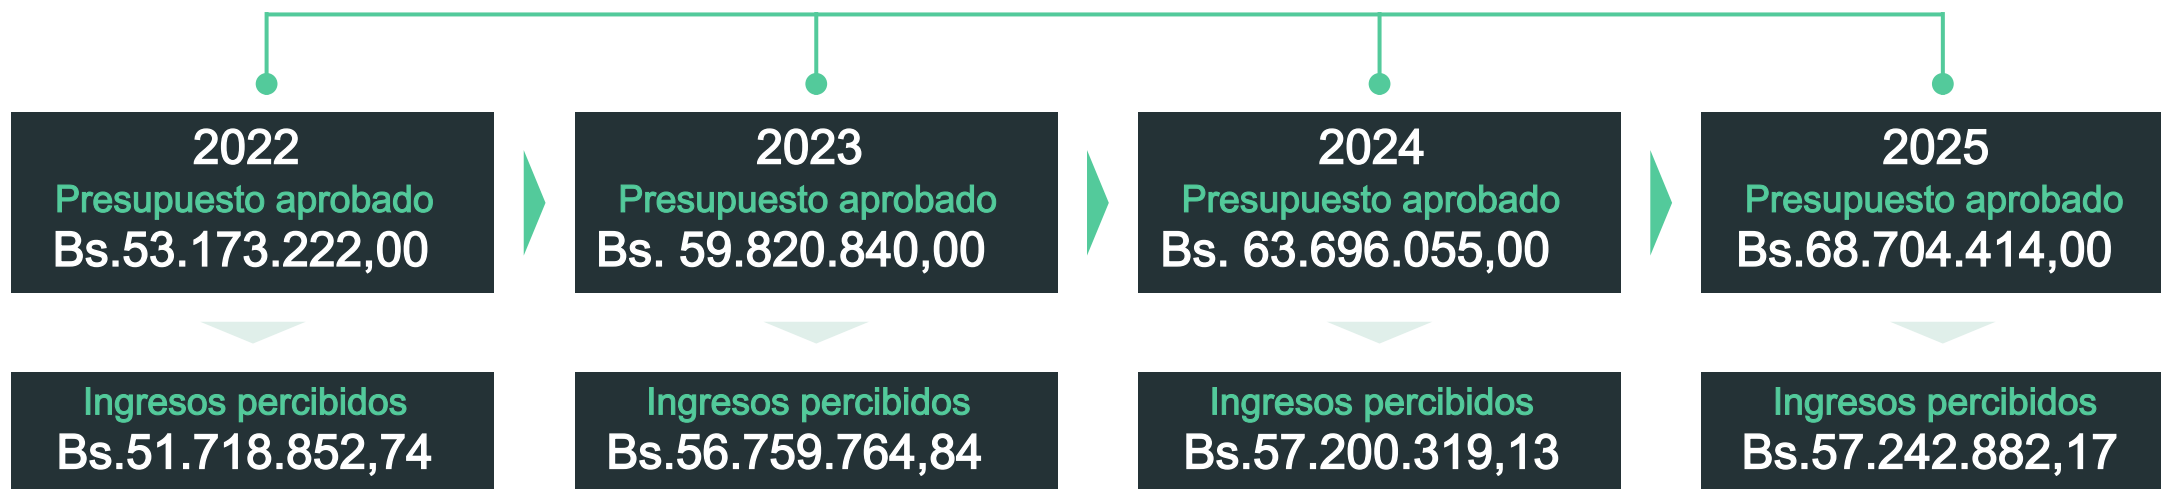 2022
Presupuesto aprobado
Bs.53.173.222,00
Ingresos percibidos
Bs.51.718.852,74
2023
Presupuesto aprobado
Bs. 59.820.840,00
Ingresos percibidos
Bs.56.759.764,84
2024
Presupuesto aprobado
Bs. 63.696.055,00
Ingresos percibidos
Bs.57.200.319,13
2025
Presupuesto aprobado
Bs.68.704.414,00
Ingresos percibidos
Bs.57.242.882,17